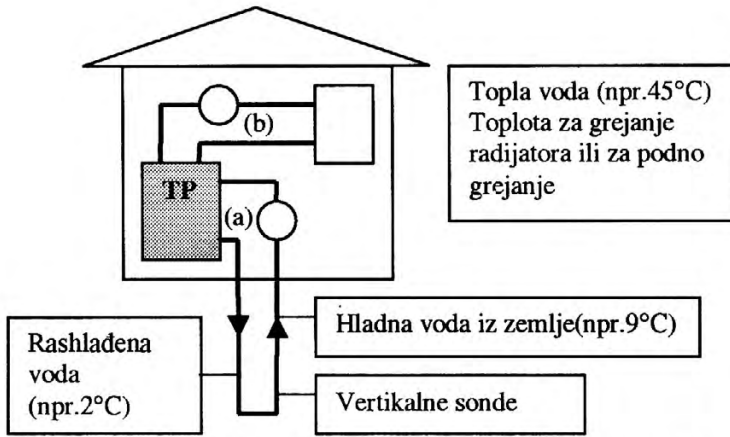 Topla voda (npr.45°C)
Toplota za grejanje
radijatora ili za podno
grejanje
(b)
TP
(a)
Hladna voda iz zemlje(npr.9°C)
Rashlađena
voda
(npr.2°C)
Vertikalne sonde